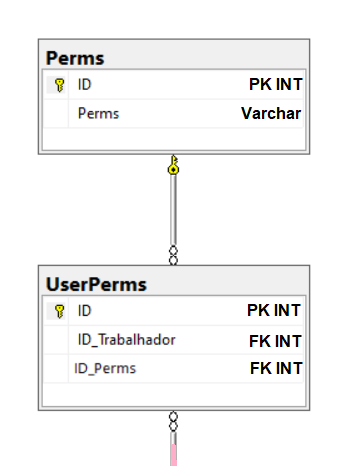 Perms
ID PK INT
Perms Varchar
UserPerms
ID PK INT
ID_Trabalhador FK INT
ID_Perms FK INT